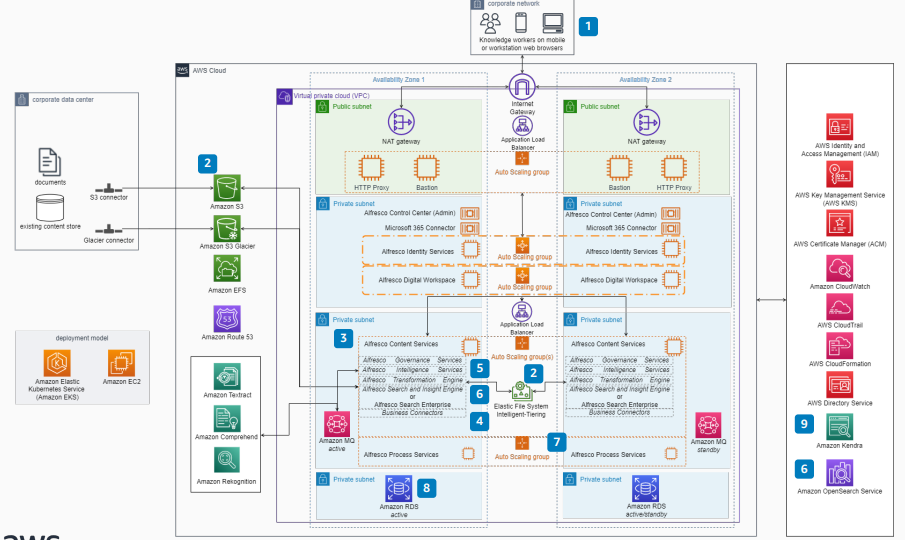 corporate network
Knowledge workers on mobile
or workstation web browsers
1
aws
AWS Cloud
Availability Zone 1
Availability Zone 2
Virtual private cloud (VPC)
Internet
Gateway
corporate data center
documents
S3 connector
existing content store
Glacier connector
2
Amazon S3
Amazon S3 Glacier
Amazon EFS
53
Amazon Route 53
deployment model
Amazon Elastic
Kubernetes Service
(Amazon EKS)
Amazon EC2
Amazon Textract
Amazon Comprehend
Amazon Rekognition
Public subnet
NAT gateway
HTTP Proxy
Bastion
Application Load
Balancer
Auto Scaling group
Public subnet
NAT gateway
Bastion
HTTP Proxy
Private subnet
Alfresco Control Center (Admin)
Microsoft 365 Connector
Alfresco Identity Services
Alfresco Digital Workspace
Auto Scaling group
Auto Scaling group
Private subnet
Alfresco Control Center (Admin)
Microsoft 365 Connector
Alfresco Identity Services
Alfresco Digital Workspace
Application Load
Balancer
Private subnet
3
Alfresco Content Services
Alfresco Governance Services
Alfresco Intelligence Services
Alfresco Transformation Engine
Alfresco Search and Insight Engine
or
Alfresco Search Enterprise
Business Connectors
5
6
4
Amazon MQ
active
Alfresco Process Services
Auto Scaling group(s)
2
Elastic File System
Intelligent-Tiering
7
Auto Scaling group
Private subnet
Alfresco Content Services
Alfresco Governance Services
Alfresco Intelligence Services
Alfresco Transformation Engine
Alfresco Search and Insight Engine
or
Alfresco Search Enterprise
Business Connectors
Amazon MQ
standby
Alfresco Process Services
Private subnet
8
Amazon RDS
active
Private subnet
Amazon RDS
active/standby
AWS Identity and
Access Management (IAM)
AWS Key Management Service
(AWS KMS)
AWS Certificate Manager (ACM)
Amazon CloudWatch
AWS CloudTrail
AWS CloudFormation
AWS Directory Service
9
Amazon Kendra
6
Amazon OpenSearch Service
aws